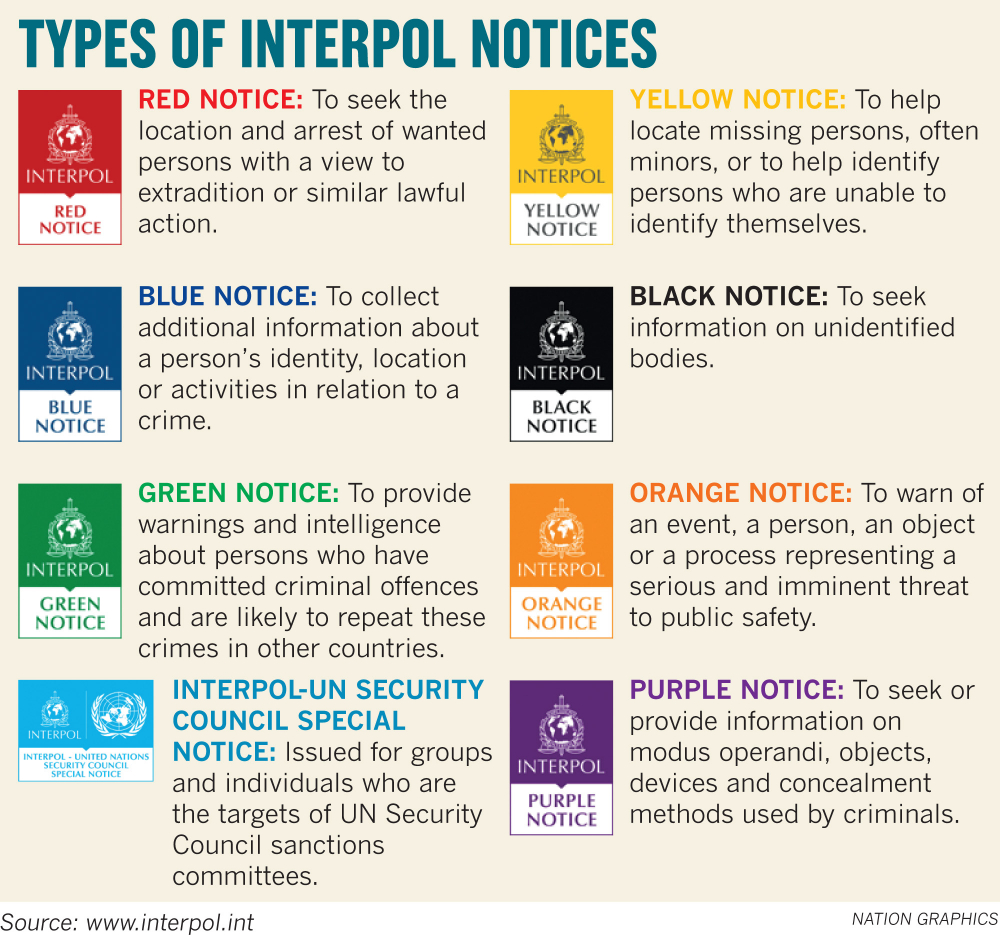 TYPES OF INTERPOL NOTICES
INTERPOL
RED
NOTICE
RED NOTICE: To seek the
location and arrest of wanted
persons with a view to
extradition or similar lawful
action.
INTERPOL
YELLOW
NOTICE
YELLOW NOTICE: To help
locate missing persons, often
minors, or to help identify
persons who are unable to
identify themselves.
INTERPOL
BLUE
NOTICE
BLUE NOTICE: To collect
additional information about
a person’s identity, location
or activities in relation to a
crime.
INTERPOL
BLACK
NOTICE
BLACK NOTICE: To seek
information on unidentified
bodies.
INTERPOL
GREEN
NOTICE
GREEN NOTICE: To provide
warnings and intelligence
about persons who have
committed criminal offences
and are likely to repeat these
crimes in other countries.
INTERPOL
ORANGE
NOTICE
ORANGE NOTICE: To warn of
an event, a person, an object
or a process representing a
serious and imminent threat
to public safety.
INTERPOL
INTERPOL - UNITED NATIONS
SECURITY COUNCIL
SPECIAL NOTICE
INTERPOL-UN SECURITY
COUNCIL SPECIAL
NOTICE: Issued for groups
and individuals who are
the targets of UN Security
Council sanctions
committees.
INTERPOL
PURPLE
NOTICE
PURPLE NOTICE: To seek or
provide information on
modus operandi, objects,
devices and concealment
methods used by criminals.
Source: www.interpol.int
NATION GRAPHICS